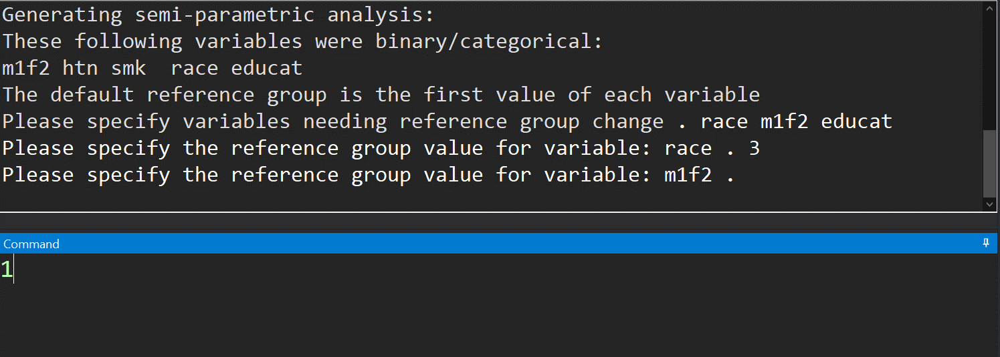 Generating semi-parametric analysis:
These following variables were binary/categorical:
m1f2 htn smk  race educat
The default reference group is the first value of each variable
Please specify variables needing reference group change . race m1f2 educat
Please specify the reference group value for variable: race . 3
Please specify the reference group value for variable: m1f2 .
Command
1